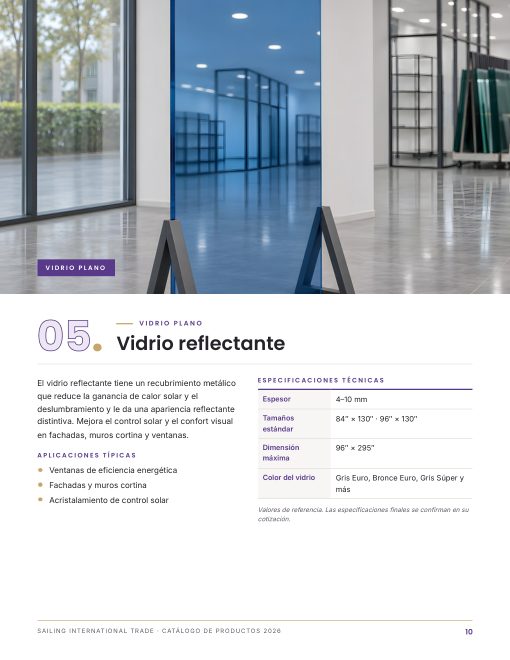 VIDRIO PLANO
05.
VIDRIO PLANO
Vidrio reflectante
El vidrio reflectante tiene un recubrimiento metálico
que reduce la ganancia de calor solar y el
deslumbramiento y le da una apariencia reflectante
distintiva. Mejora el control solar y el confort visual
en fachadas, muros cortina y ventanas.
APLICACIONES TÍPICAS
Ventanas de eficiencia energética
Fachadas y muros cortina
Acristalamiento de control solar
ESPECIFICACIONES TÉCNICAS
Espesor 4–10 mm
Tamaños 84" × 130" · 96" × 130"
estándar
Dimensión 96" × 295"
máxima
Color del vidrio Gris Euro, Bronce Euro, Gris Súper y
más
Valores de referencia. Las especificaciones finales se confirman en su
cotización.
SAILING INTERNATIONAL TRADE · CATÁLOGO DE PRODUCTOS 2026
10